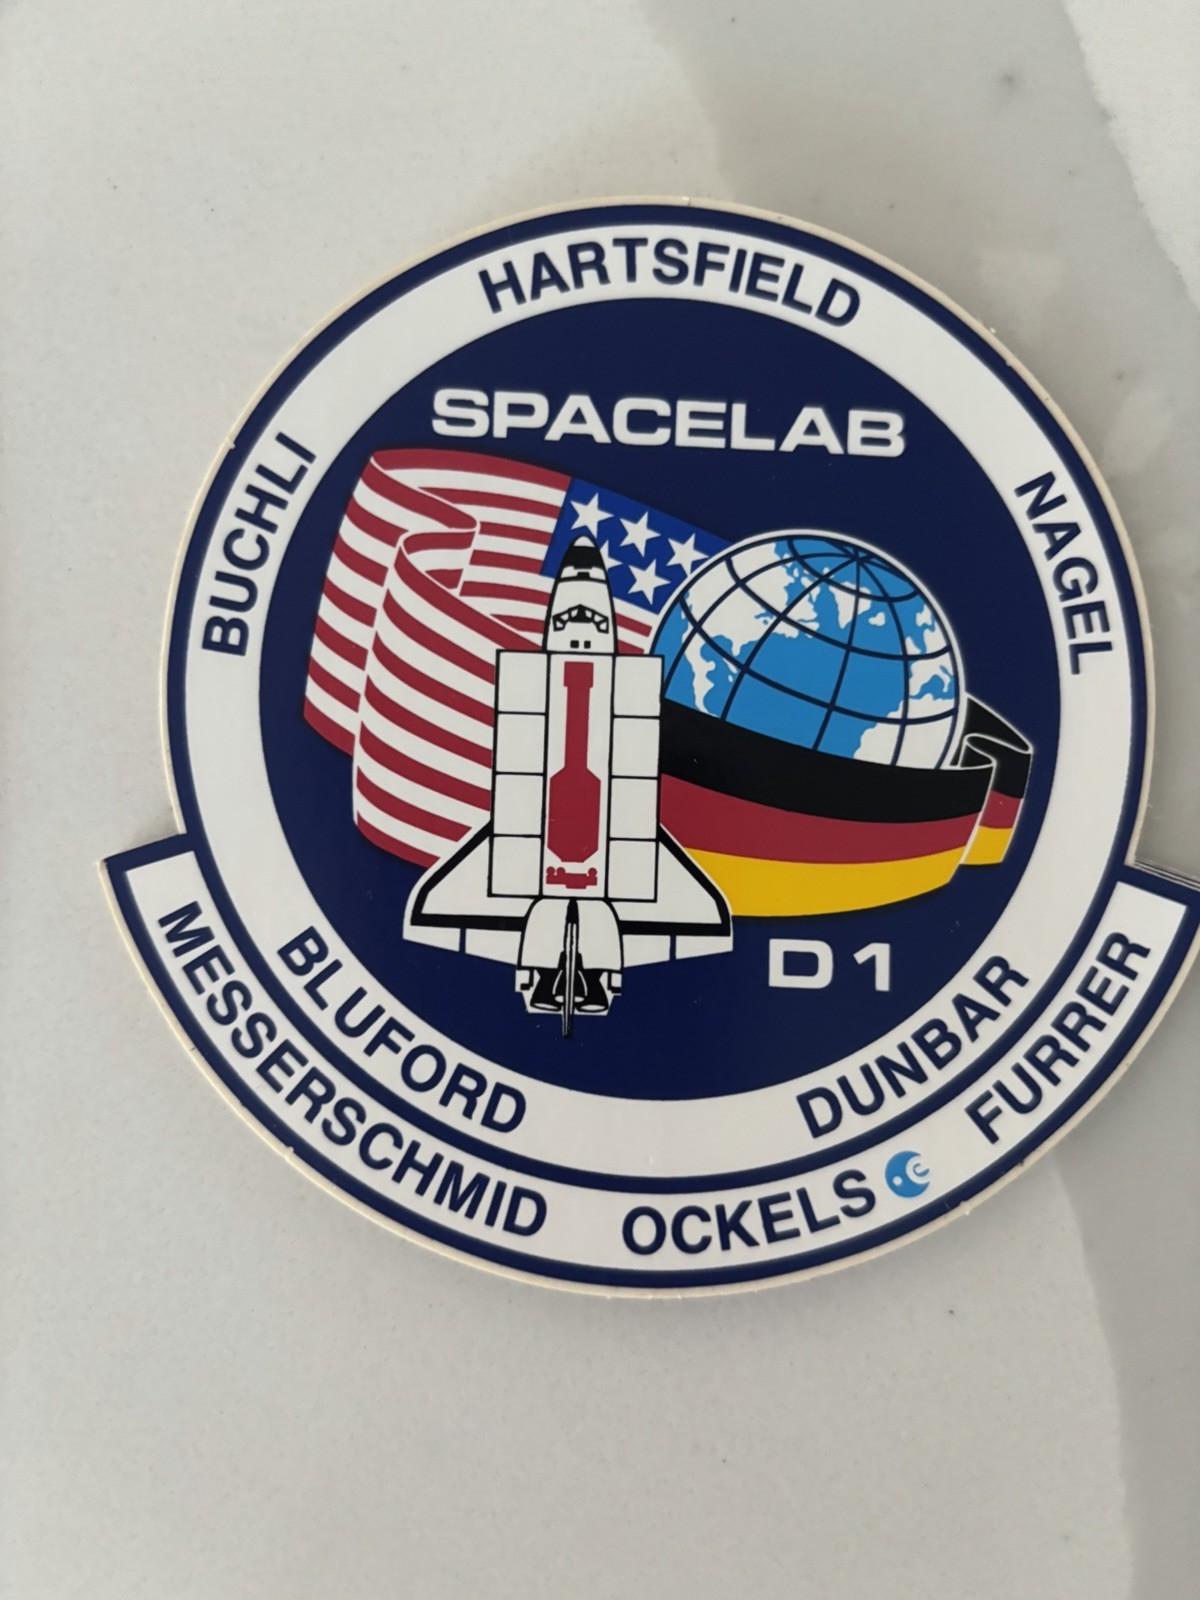 HARTSFIELD
BUCHLI
NAGEL
SPACELAB
D1
BLUFORD
DUNBAR
MESSERSCHMID
OCKELS
FURRER